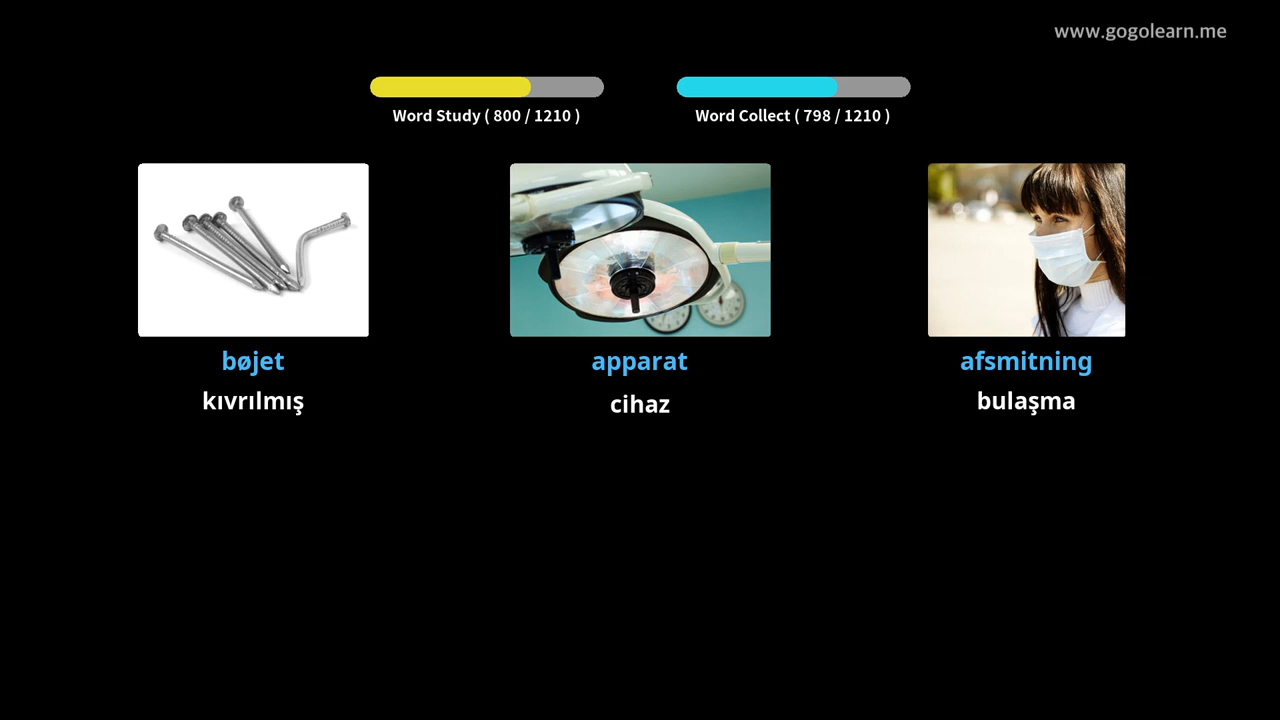 www.gogolearn.me
Word Study ( 800 / 1210 )
Word Collect ( 798 / 1210 )
bøjet
kıvrılmış
apparat
cihaz
afsmitning
bulaşma